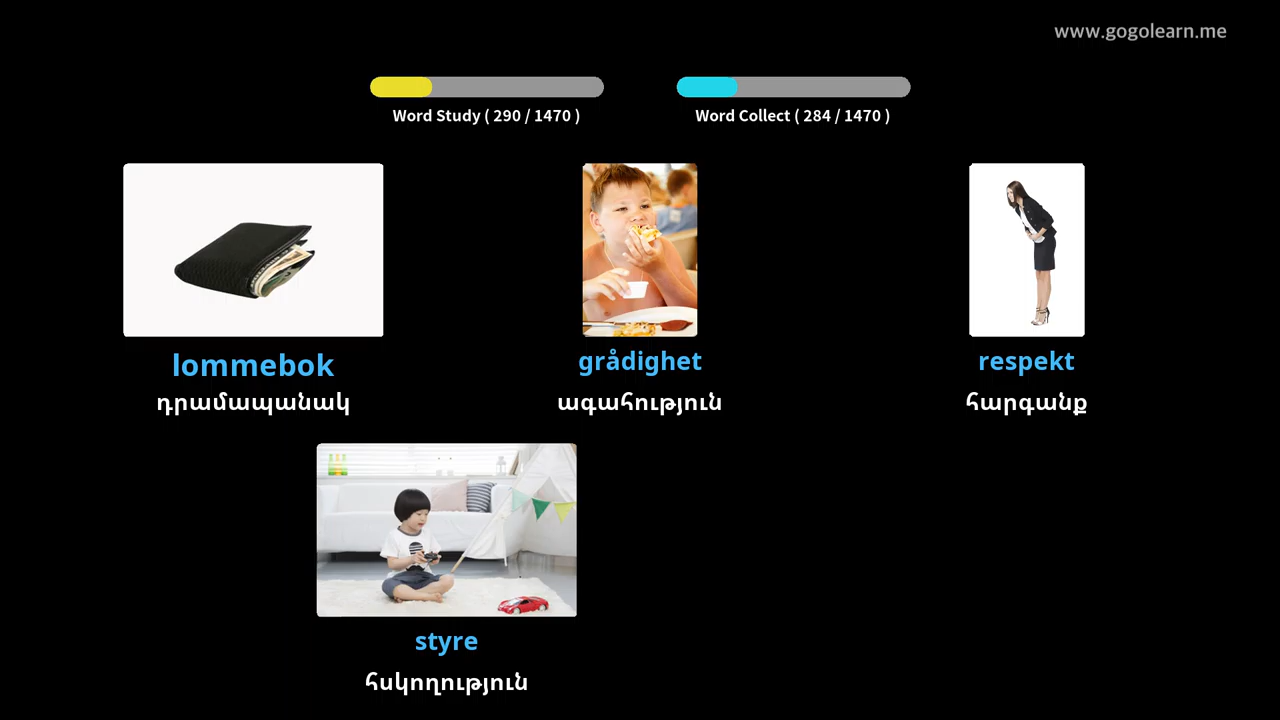 www.gogolearn.me
Word Study ( 290 / 1470 )
Word Collect ( 284 / 1470 )
lommebok
դրամապանակ
grådighet
ագահություն
respekt
հարգանք
styre
հսկողություն